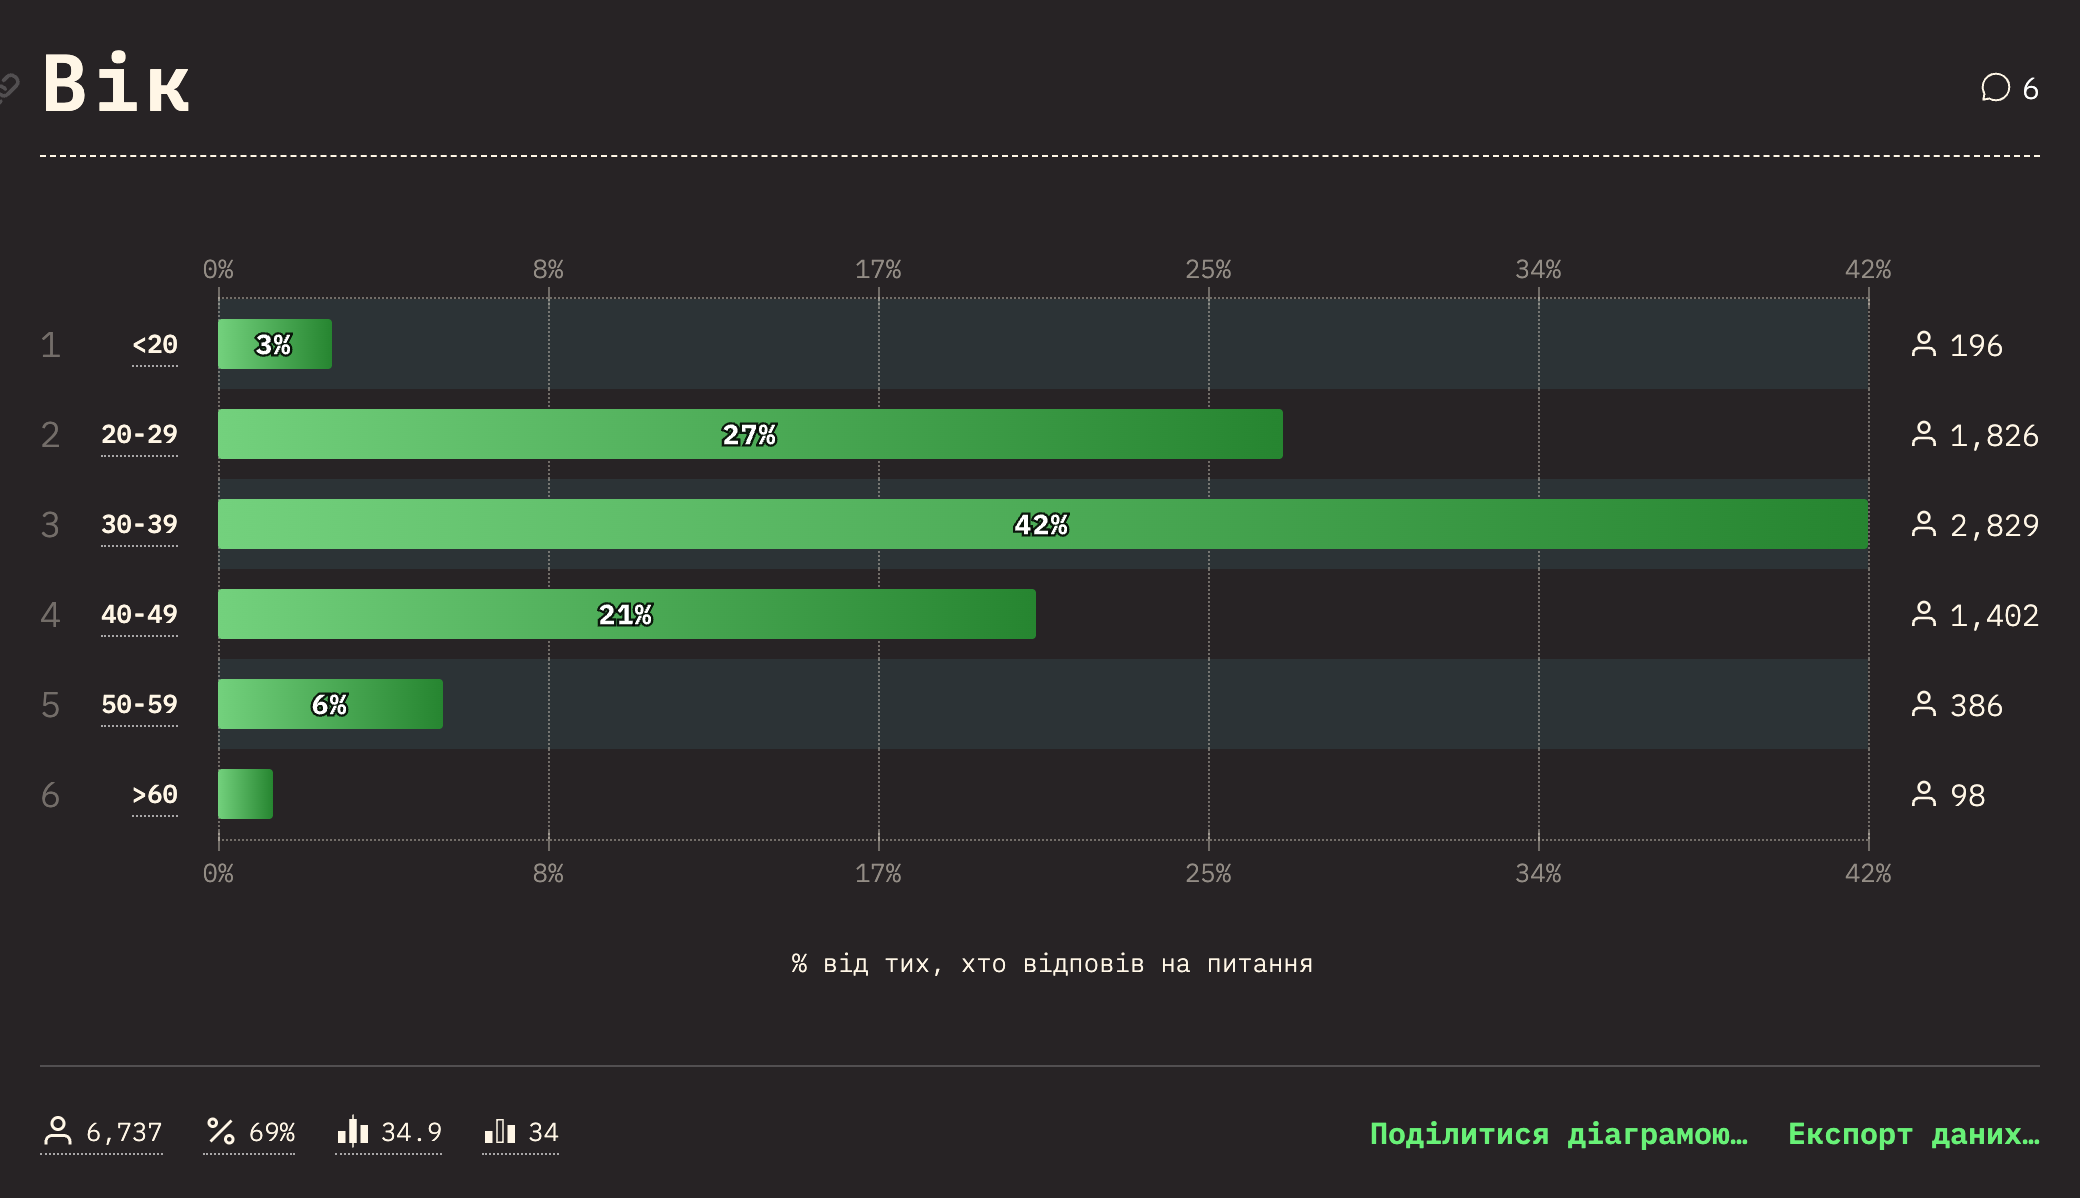 Вік
6
0% 8% 17% 25% 34% 42%
1 <20 3% 196
2 20-29 27% 1,826
3 30-39 42% 2,829
4 40-49 21% 1,402
5 50-59 6% 386
6 >60 98
0% 8% 17% 25% 34% 42%
% від тих, хто відповів на питання
6,737 69% 34.9 34 Поділитися діаграмою… Експорт даних…